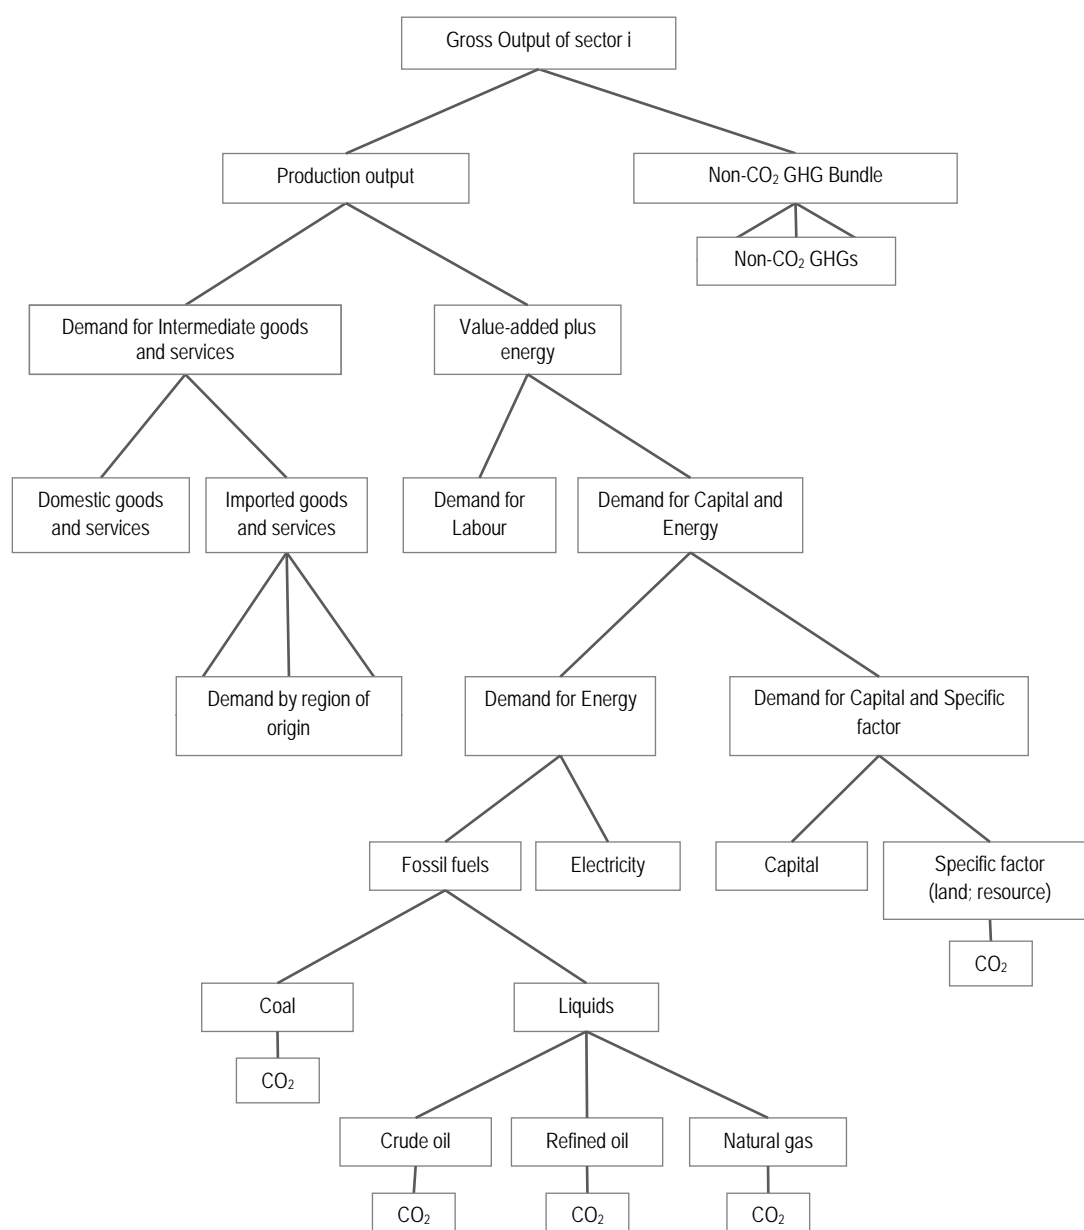 Gross Output of sector i
Production output
Non-CO₂ GHG Bundle
Non-CO₂ GHGs
Demand for Intermediate goods
and services
Value-added plus
energy
Domestic goods
and services
Imported goods
and services
Demand for
Labour
Demand for Capital and
Energy
Demand by region of
origin
Demand for Energy
Demand for Capital and Specific
factor
Fossil fuels
Electricity
Capital
Specific factor
(land; resource)
CO₂
Coal
Liquids
CO₂
Crude oil
Refined oil
Natural gas
CO₂
CO₂
CO₂